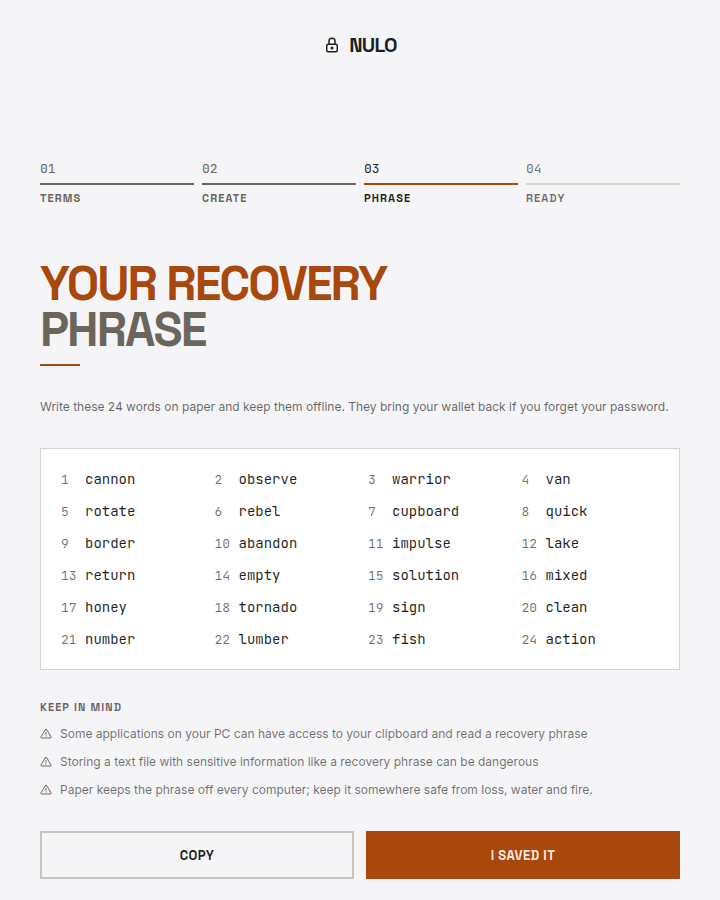 NULO
01 02 03 04
TERMS CREATE PHRASE READY
YOUR RECOVERY
PHRASE
Write these 24 words on paper and keep them offline. They bring your wallet back if you forget your password.
1 cannon 2 observe 3 warrior 4 van
5 rotate 6 rebel 7 cupboard 8 quick
9 border 10 abandon 11 impulse 12 lake
13 return 14 empty 15 solution 16 mixed
17 honey 18 tornado 19 sign 20 clean
21 number 22 lumber 23 fish 24 action
KEEP IN MIND
Some applications on your PC can have access to your clipboard and read a recovery phrase
Storing a text file with sensitive information like a recovery phrase can be dangerous
Paper keeps the phrase off every computer; keep it somewhere safe from loss, water and fire.
COPY I SAVED IT